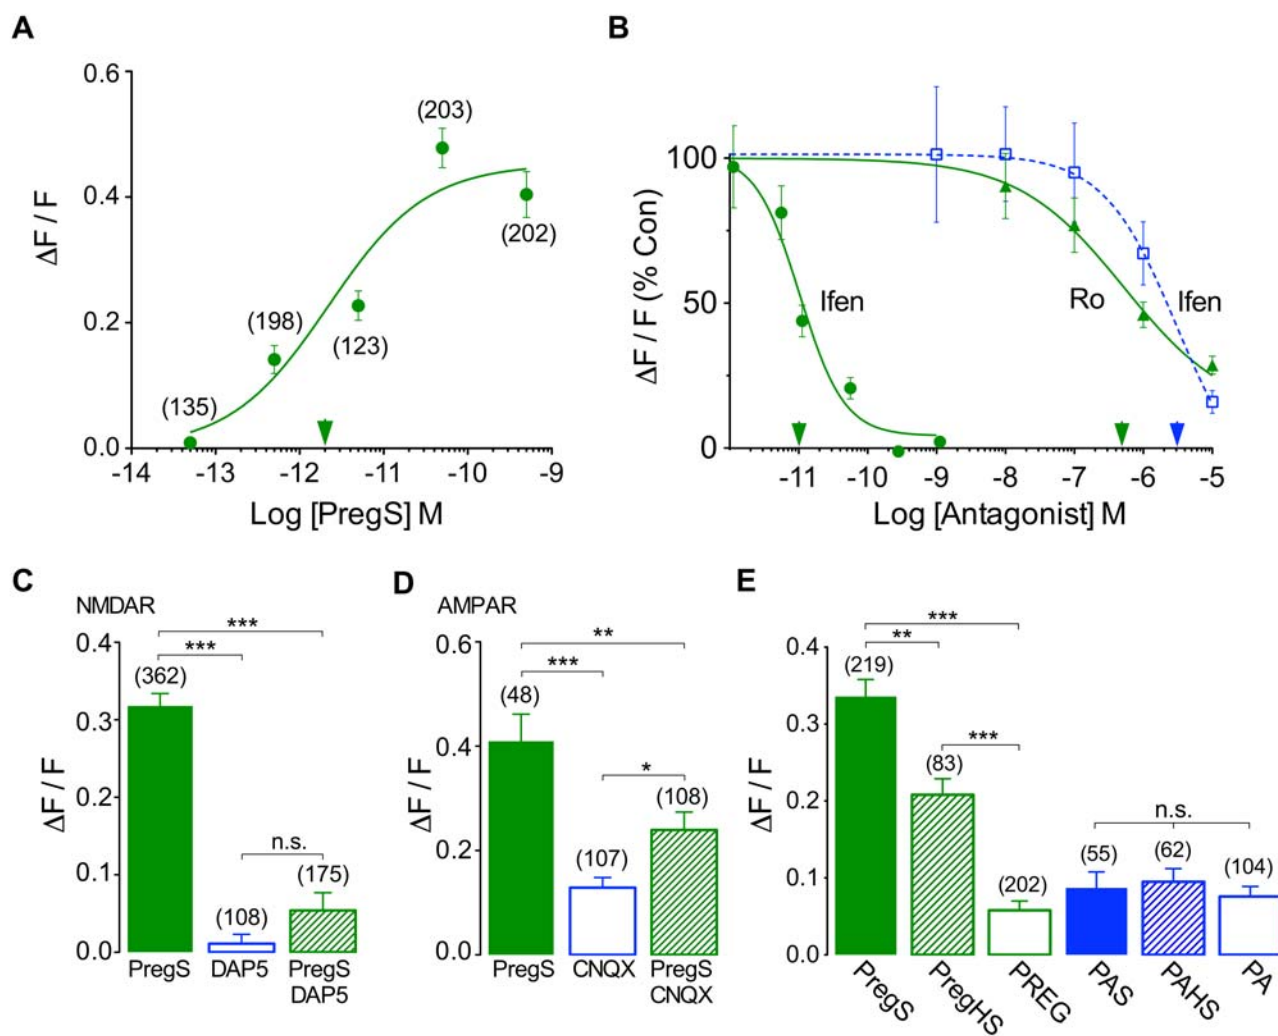 A
0.6
0.4
0.2
0.0
ΔF / F
(135)
(198)
(123)
(203)
(202)
-14
-13
-12
-11
-10
-9
Log [PregS] M
B
100
50
0
ΔF / F (% Con)
Ifen
Ro
Ifen
-11
-10
-9
-8
-7
-6
-5
Log [Antagonist] M
C
NMDAR
0.4
0.3
0.2
0.1
0.0
ΔF / F
***
***
n.s.
(362)
(108)
(175)
PregS
DAP5
PregS
DAP5
D
AMPAR
0.6
0.4
0.2
0.0
ΔF / F
**
***
*
(48)
(107)
(108)
PregS
CNQX
PregS
CNQX
E
0.4
0.3
0.2
0.1
0.0
ΔF / F
***
**
***
n.s.
(219)
(83)
(202)
(55)
(62)
(104)
PregS
PregHS
PREG
PAS
PAHS
PA